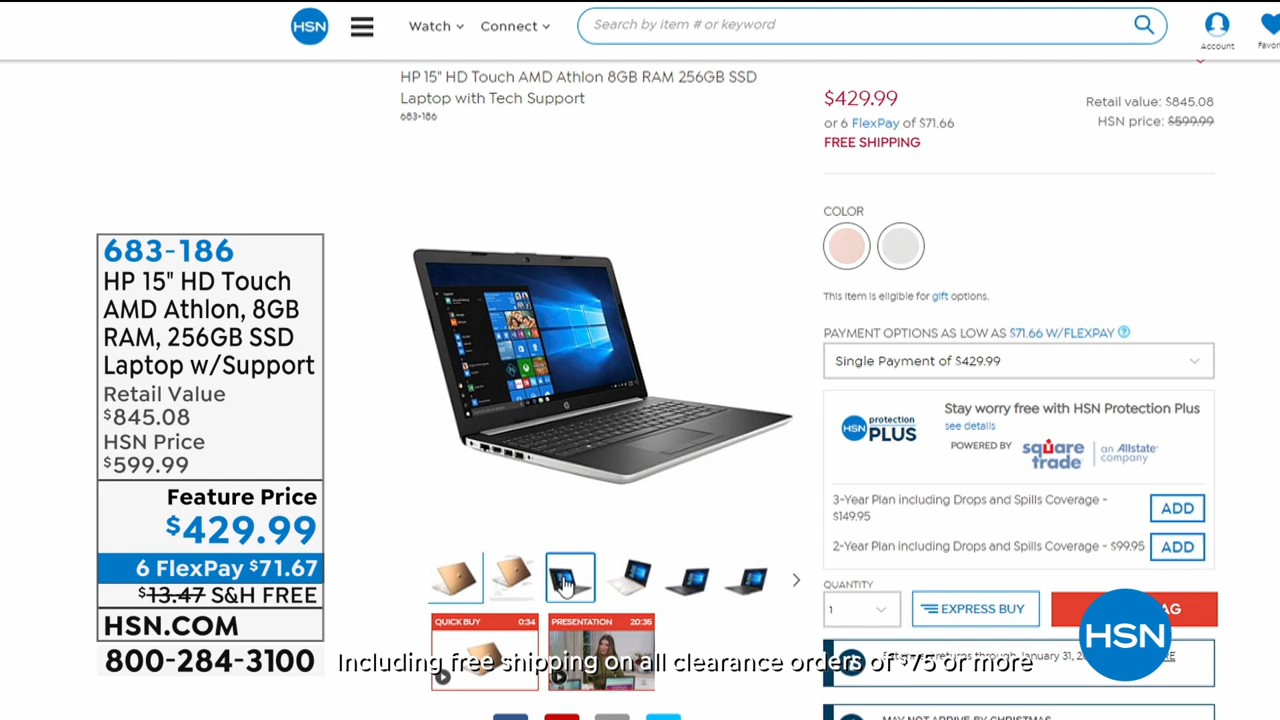 HSN
Watch
Connect
Search by item # or keyword
Account
HP 15" HD Touch AMD Athlon 8GB RAM 256GB SSD
Laptop with Tech Support
683-186
$429.99
or 6 FlexPay of $71.66
FREE SHIPPING
Retail value: $845.08
HSN price: $599.99
COLOR
This item is eligible for gift options.
PAYMENT OPTIONS AS LOW AS $71.66 W/FLEXPAY ?
Single Payment of $429.99
HSN protection PLUS
Stay worry free with HSN Protection Plus
see details
POWERED BY square trade an Allstate company
3-Year Plan including Drops and Spills Coverage -
$149.95
ADD
2-Year Plan including Drops and Spills Coverage - $99.95
ADD
QUANTITY
1
EXPRESS BUY
AG
683-186
HP 15" HD Touch
AMD Athlon, 8GB
RAM, 256GB SSD
Laptop w/Support
Retail Value
$845.08
HSN Price
$599.99
Feature Price
$429.99
6 FlexPay $71.67
$13.47 S&H FREE
HSN.COM
800-284-3100
QUICK BUY 0:34
PRESENTATION 20:35
Including free shipping on all clearance orders of $75 or more
HSN
MAY NOT ARRIVE BY CHRISTMAS